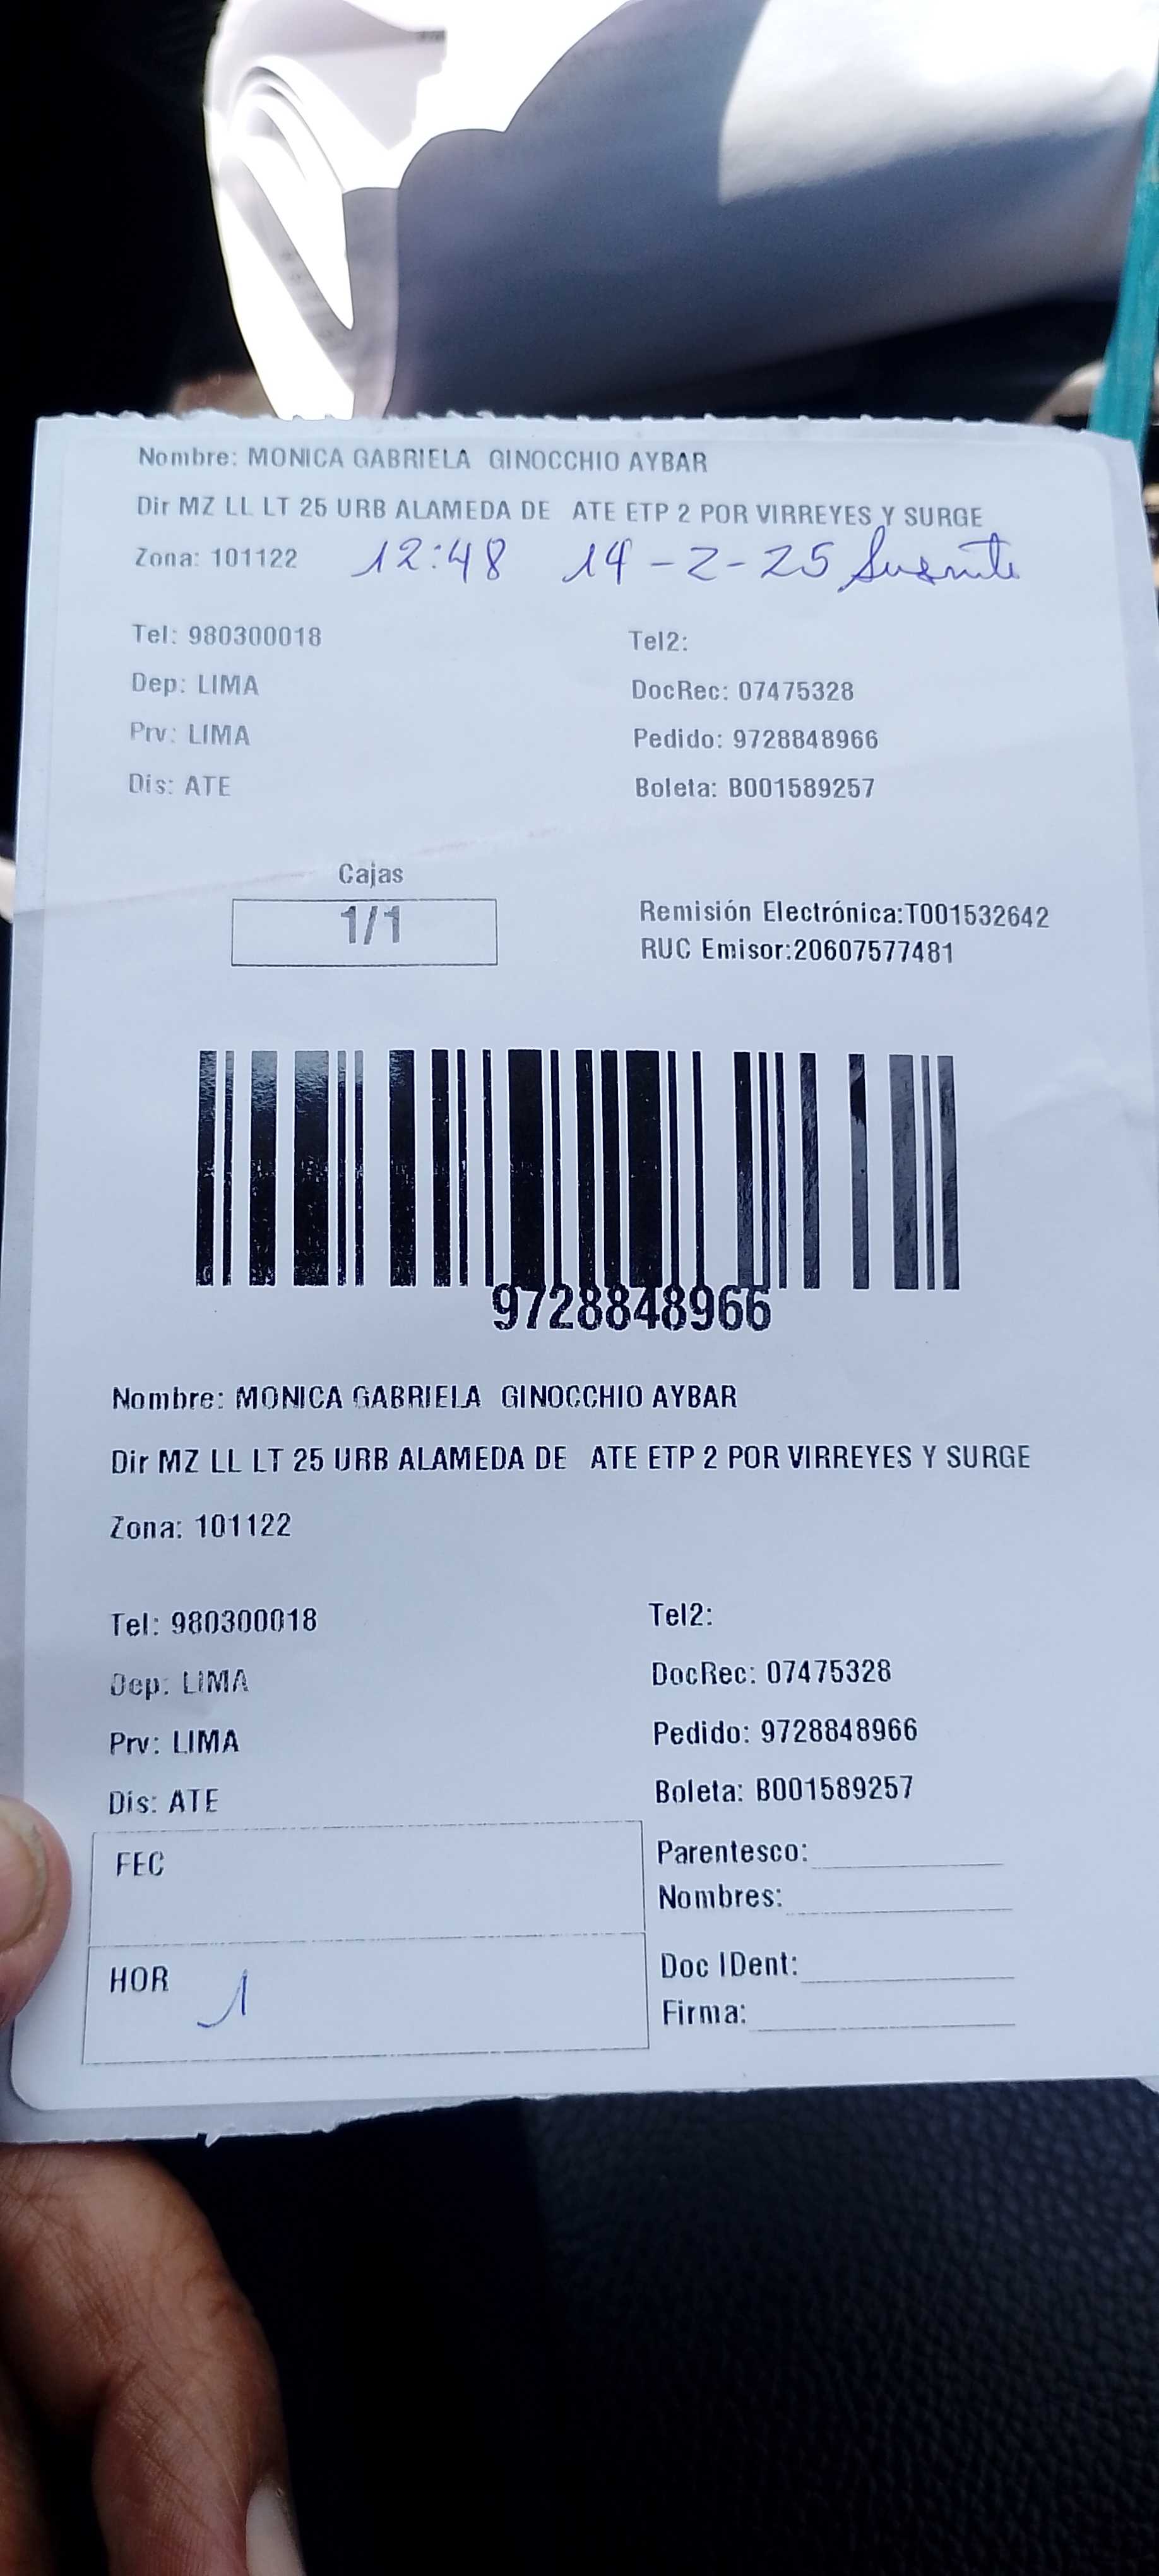 Nombre: MONICA GABRIELA GINOCCHIO AYBAR
Dir MZ LL LT 25 URB ALAMEDA DE ATE ETP 2 POR VIRREYES Y SURGE
Zona: 101122 12:48 14-2-25
Tel: 980300018 Tel2:
Dep: LIMA DocRec: 07475328
Prv: LIMA Pedido: 9728848966
Dis: ATE Boleta: B001589257
Cajas
1/1
Remisión Electrónica:T001532642
RUC Emisor:20607577481
9728848966
Nombre: MONICA GABRIELA GINOCCHIO AYBAR
Dir MZ LL LT 25 URB ALAMEDA DE ATE ETP 2 POR VIRREYES Y SURGE
Zona: 101122
Tel: 980300018 Tel2:
Dep: LIMA DocRec: 07475328
Prv: LIMA Pedido: 9728848966
Dis: ATE Boleta: B001589257
FEC Parentesco:
Nombres:
HOR 1 Doc IDent:
Firma: